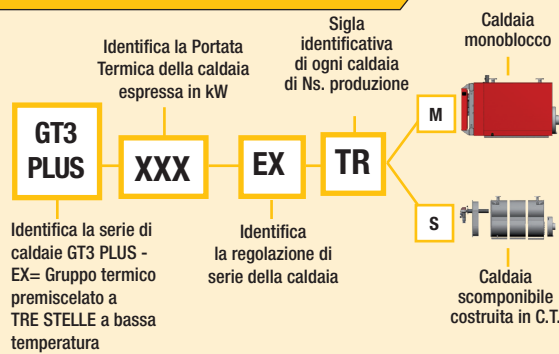 Identifica la Portata
Termica della caldaia
espressa in kW
Sigla
identificativa
di ogni caldaia
di Ns. produzione
Caldaia
monoblocco
GT3
PLUS
XXX
EX
TR
M
S
Identifica la serie di
caldaie GT3 PLUS -
EX= Gruppo termico
premiscelato a
TRE STELLE a bassa
temperatura
Identifica
la regolazione di
serie della caldaia
Caldaia
scomponibile
costruita in C.T.